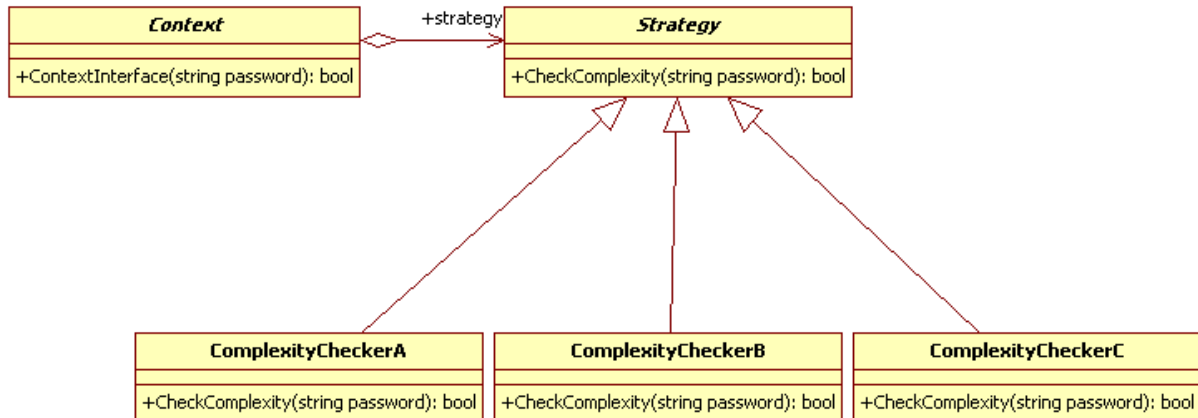 Context
+strategy
Strategy
+ContextInterface(string password): bool
+CheckComplexity(string password): bool
ComplexityCheckerA
ComplexityCheckerB
ComplexityCheckerC
+CheckComplexity(string password): bool
+CheckComplexity(string password): bool
+CheckComplexity(string password): bool